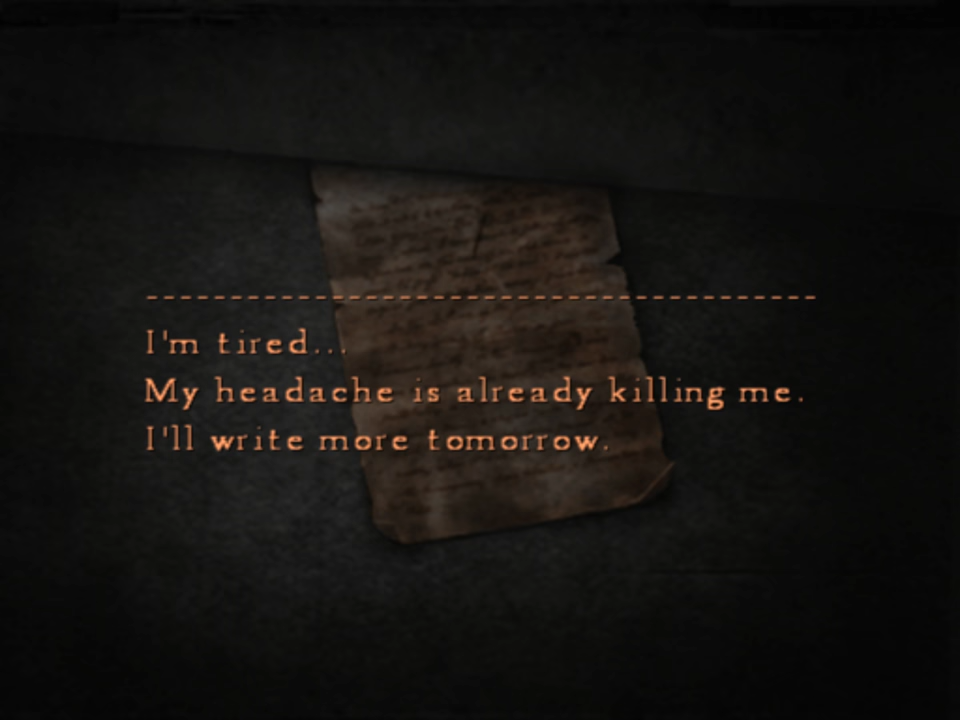 -----------------------------------------
I'm tired...
My headache is already killing me.
I'll write more tomorrow.